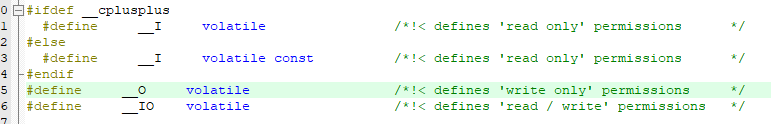 0 #ifdef __cplusplus
1 #define __I volatile /*!< defines 'read only' permissions */
2 #else
3 #define __I volatile const /*!< defines 'read only' permissions */
4 #endif
5 #define __O volatile /*!< defines 'write only' permissions */
6 #define __IO volatile /*!< defines 'read / write' permissions */
7